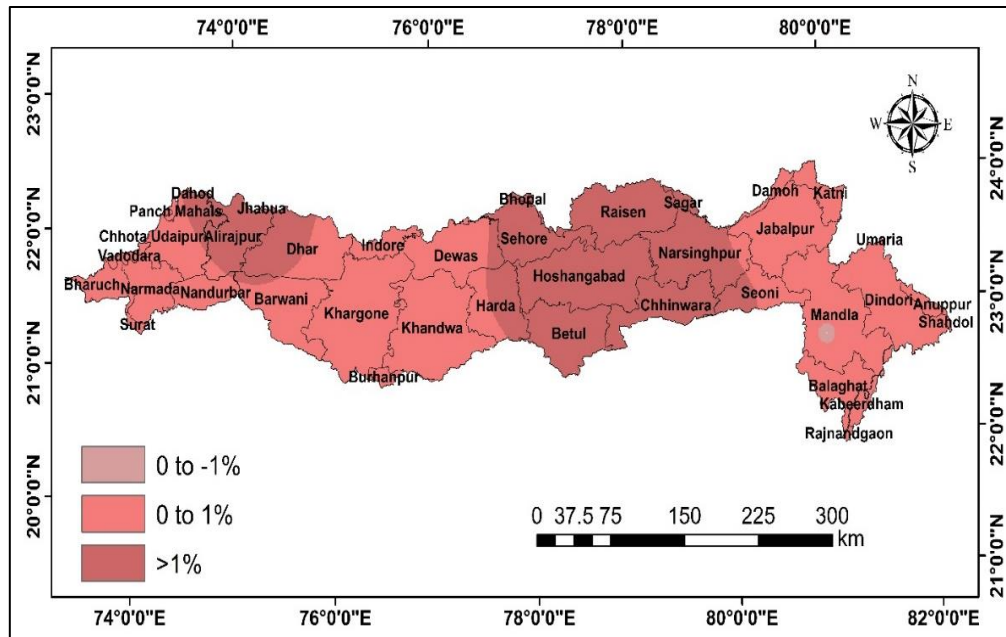 74°0'0"E 76°0'0"E 78°0'0"E 80°0'0"E
23°0'0"N
22°0'0"N
21°0'0"N
20°0'0"N
24°0'0"N
23°0'0"N
22°0'0"N
21°0'0"N
N
W E
S
Dahod
Panch Mahals
Jhabua
Chhota Udaipur
Alirajpur
Vadodara
Dhar
Indore
Bharuch
Narmada
Nandurbar
Barwani
Surat
Khargone
Dewas
Khandwa
Burhanpur
Bhopal
Sehore
Raisen
Sagar
Hoshangabad
Narsinghpur
Harda
Betul
Chhinwara
Seoni
Damoh
Katni
Jabalpur
Umaria
Mandla
Dindori
Anuppur
Shahdol
Balaghat
Kabeerdham
Rajnandgaon
0 to -1%
0 to 1%
>1%
0 37.5 75 150 225 300
km
74°0'0"E 76°0'0"E 78°0'0"E 80°0'0"E 82°0'0"E